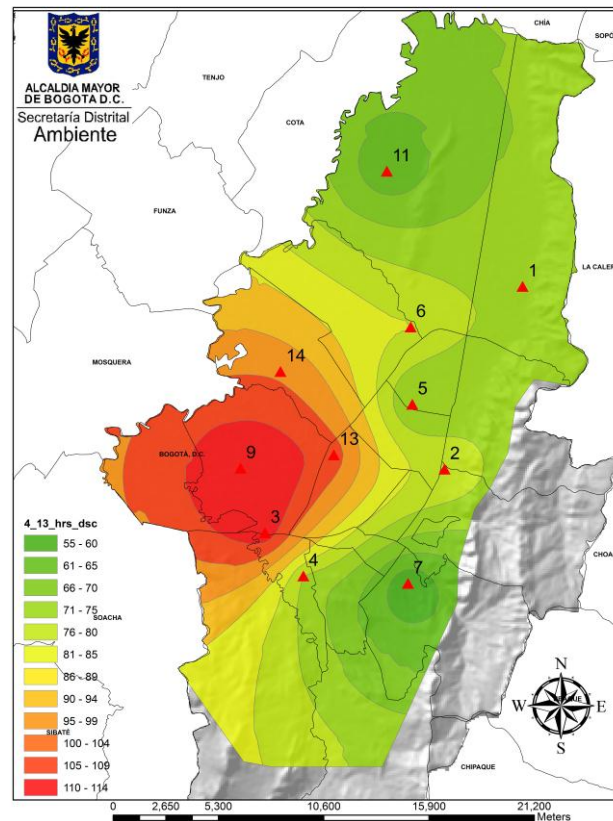 CHÍA
SOPÓ
ALCALDIA MAYOR
DE BOGOTA D.C.
Secretaría Distrital
Ambiente
TENJO
COTA
11
FUNZA
LA CALER
1
6
MOSQUERA
14
5
BOGOTÁ, D.C.
9
13
2
3
4_13_hrs_dsc
4
7
CHOA
55 - 60
61 - 65
66 - 70
71 - 75
76 - 80
81 - 85
86 - 89
90 - 94
95 - 99
100 - 104
105 - 109
110 - 114
SOACHA
SIBATÉ
N
W
E
S
CHIPAQUE
0 2,650 5,300 10,600 15,900 21,200
Meters